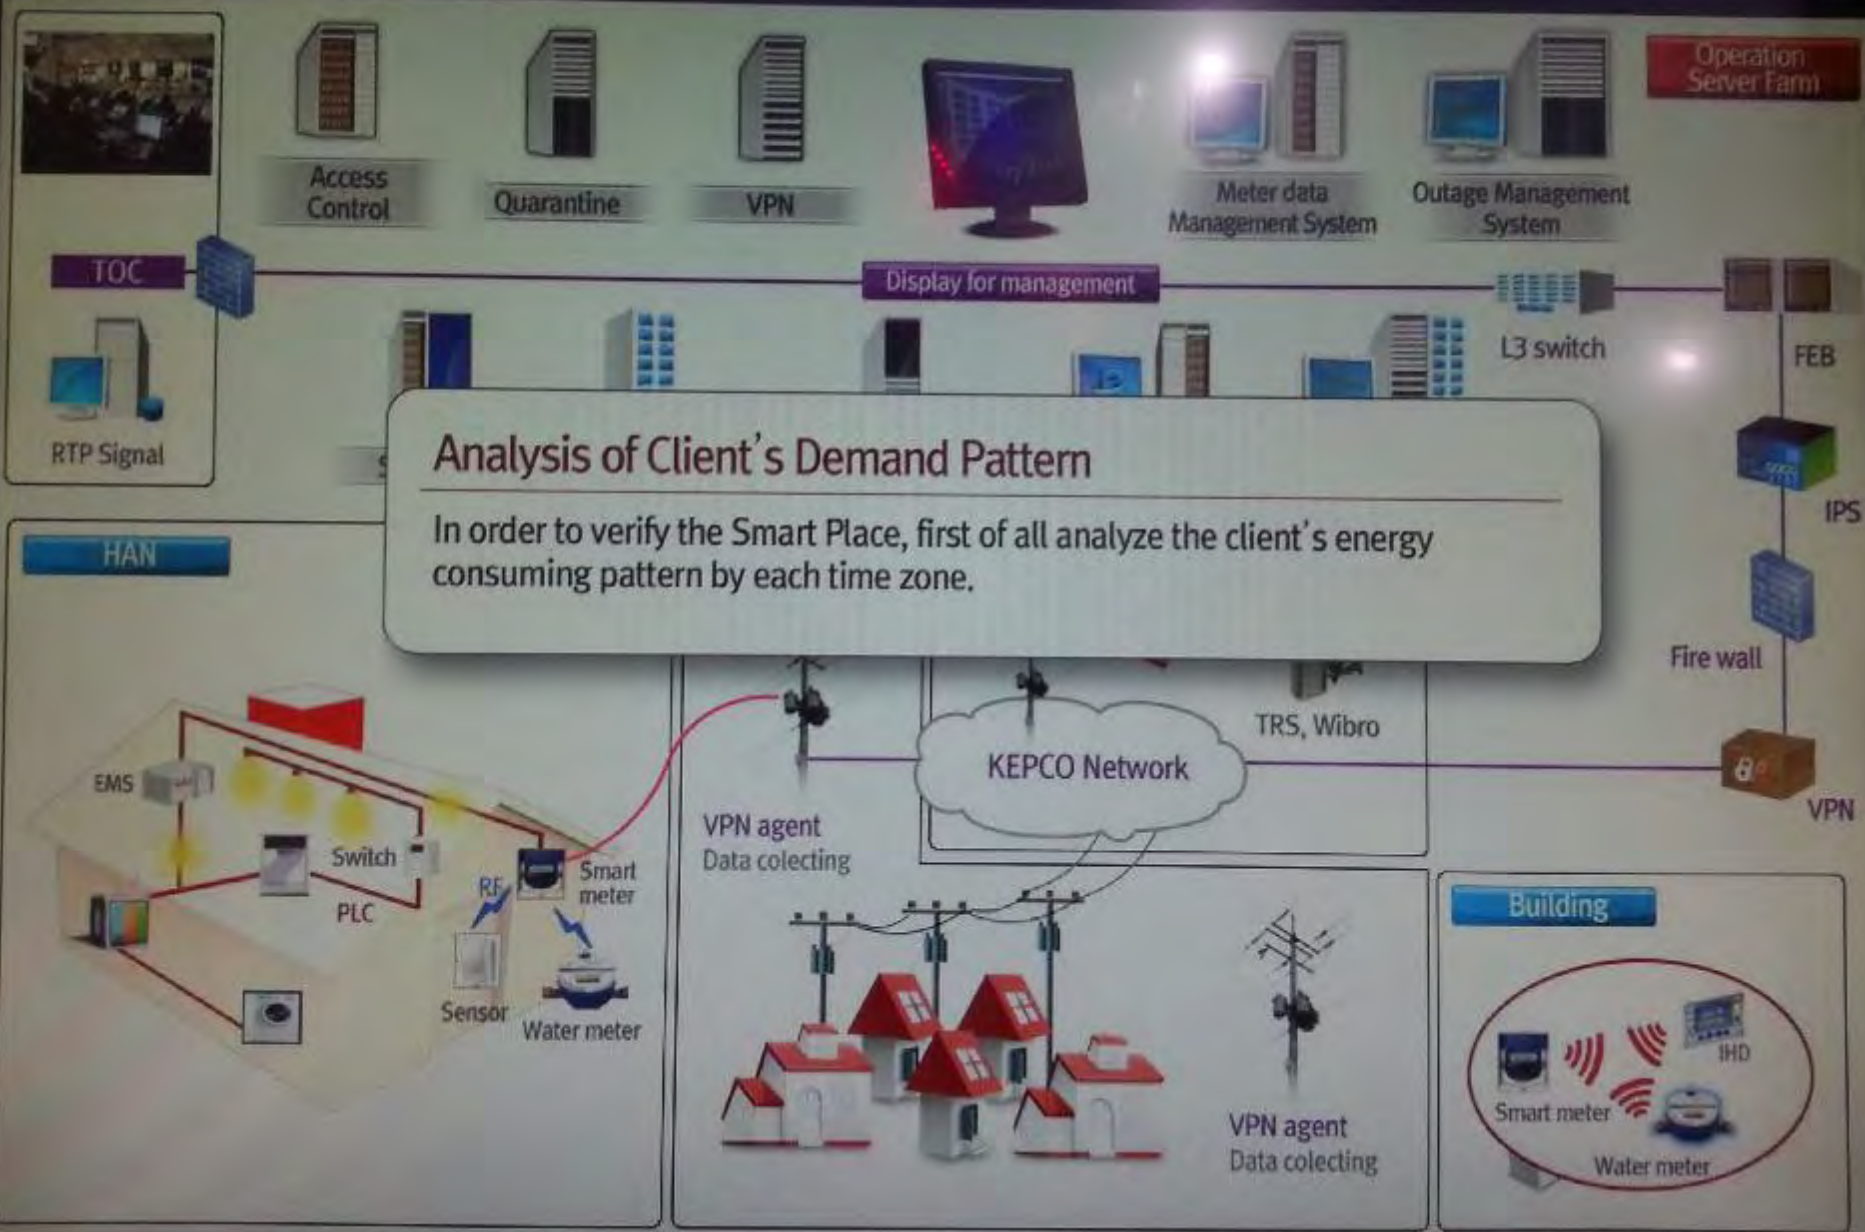 Operation
Server Farm
Access
Control
Quarantine
VPN
Meter data
Management System
Outage Management
System
TOC
Display for management
L3 switch
FEB
RTP Signal
IPS
Analysis of Client's Demand Pattern
In order to verify the Smart Place, first of all analyze the client's energy
consuming pattern by each time zone.
HAN
Fire wall
TRS, Wibro
KEPCO Network
VPN
EMS
Switch
PLC
RF
Smart
meter
Sensor
Water meter
VPN agent
Data colecting
VPN agent
Data colecting
Building
IHD
Smart meter
Water meter